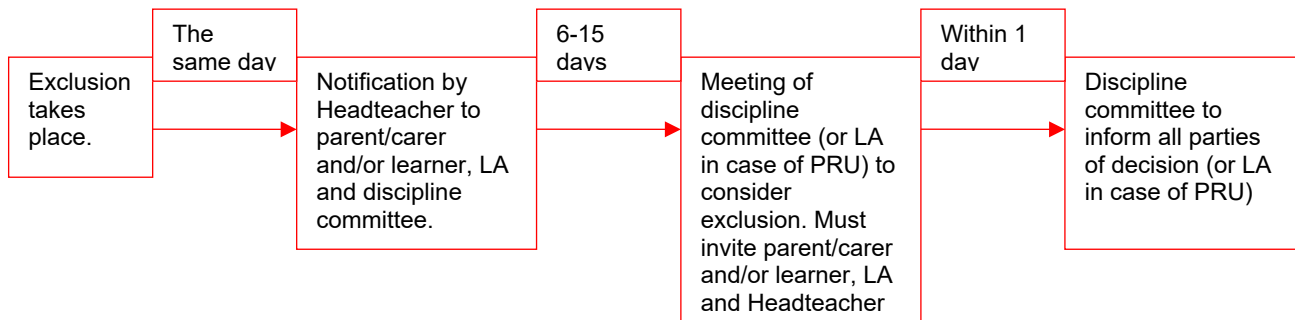 Exclusion
takes
place.
The
same day
Notification by
Headteacher to
parent/carer
and/or learner, LA
and discipline
committee.
6-15
days
Meeting of
discipline
committee (or LA
in case of PRU) to
consider
exclusion. Must
invite parent/carer
and/or learner, LA
and Headteacher
Within 1
day
Discipline
committee to
inform all parties
of decision (or LA
in case of PRU)